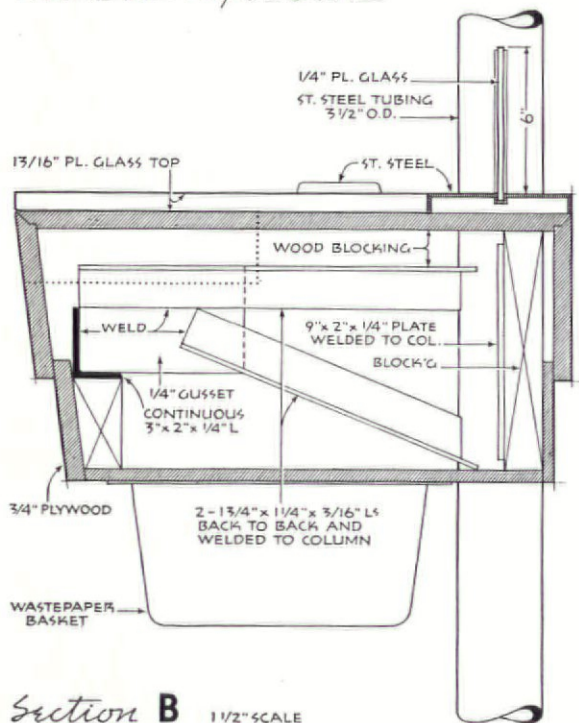 1/4" PL. GLASS
ST. STEEL TUBING
3 1/2" O.D.
6"
13/16" PL. GLASS TOP
ST. STEEL
WOOD BLOCKING
WELD
9"x 2"x 1/4" PLATE
WELDED TO COL.
BLOCK'G
1/4" GUSSET
CONTINUOUS
3"x 2"x 1/4" L
3/4" PLYWOOD
2-1 3/4" x 1 1/4" x 3/16" Ls
BACK TO BACK AND
WELDED TO COLUMN
WASTEPAPER
BASKET
Section B 1 1/2" SCALE